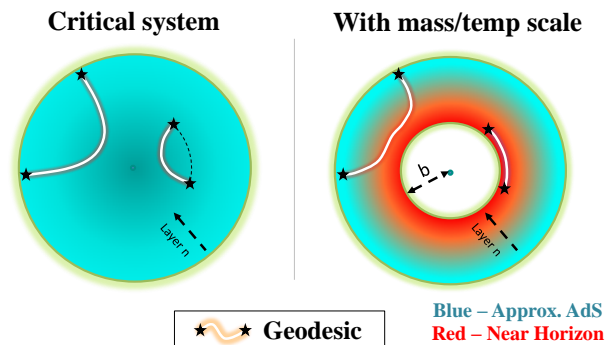 Critical system
With mass/temp scale
b
Layer n
Layer n
Geodesic
Blue – Approx. AdS
Red – Near Horizon